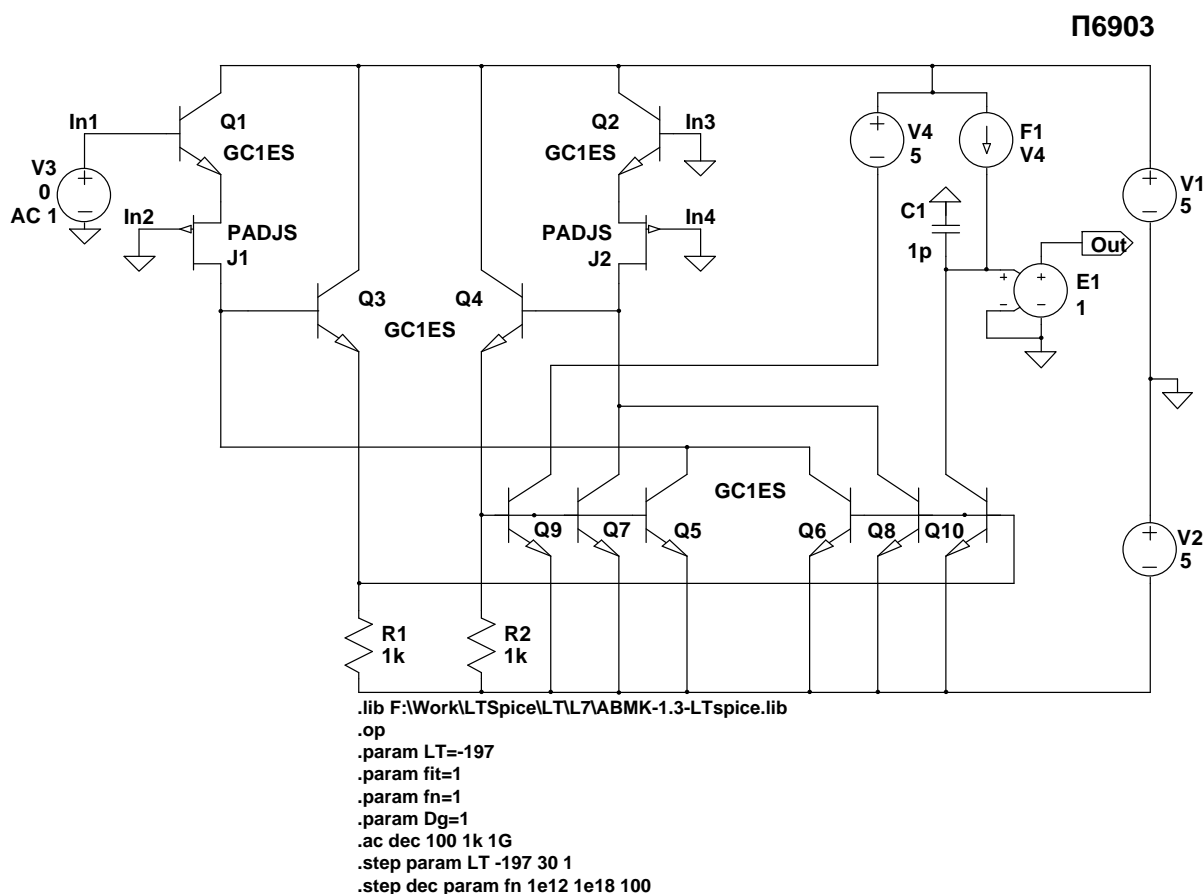 П6903
Q1
GC1ES
In1
V3
0
AC 1
In2
PADJS
J1
Q2
GC1ES
In3
In4
PADJS
J2
V4
5
F1
V4
V1
5
C1
1p
Out
E1
1
Q3
Q4
GC1ES
GC1ES
Q9
Q7
Q5
Q6
Q8
Q10
V2
5
R1
1k
R2
1k
.lib F:\Work\LTSpice\LT\L7\ABMK-1.3-LTspice.lib
.op
.param LT=-197
.param fit=1
.param fn=1
.param Dg=1
.ac dec 100 1k 1G
.step param LT -197 30 1
.step dec param fn 1e12 1e18 100